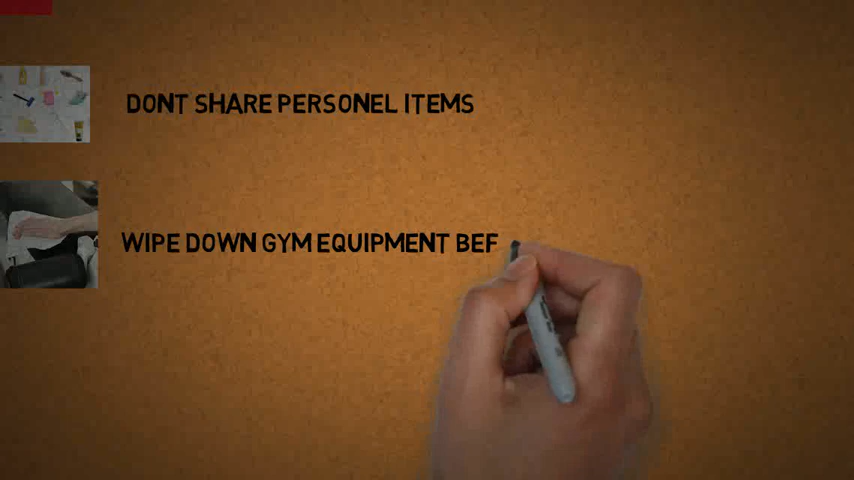 DONT SHARE PERSONEL ITEMS
WIPE DOWN GYM EQUIPMENT BEF